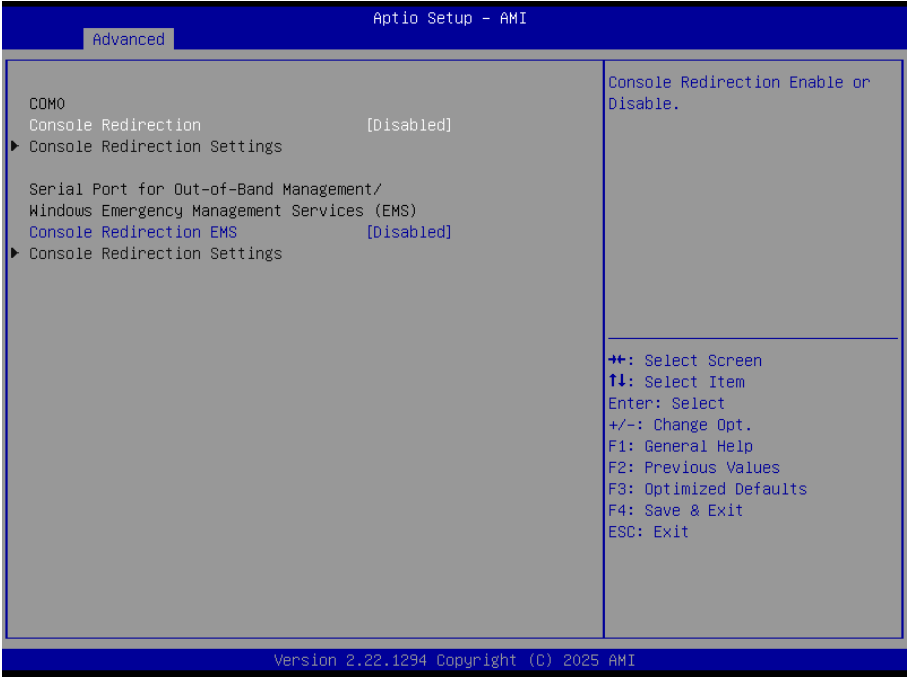 Aptio Setup – AMI
Advanced
Console Redirection Enable or
Disable.
COM0
Console Redirection [Disabled]
Console Redirection Settings
Serial Port for Out-of-Band Management/
Windows Emergency Management Services (EMS)
Console Redirection EMS [Disabled]
Console Redirection Settings
→←: Select Screen
↑↓: Select Item
Enter: Select
+/-: Change Opt.
F1: General Help
F2: Previous Values
F3: Optimized Defaults
F4: Save & Exit
ESC: Exit
Version 2.22.1294 Copyright (C) 2025 AMI